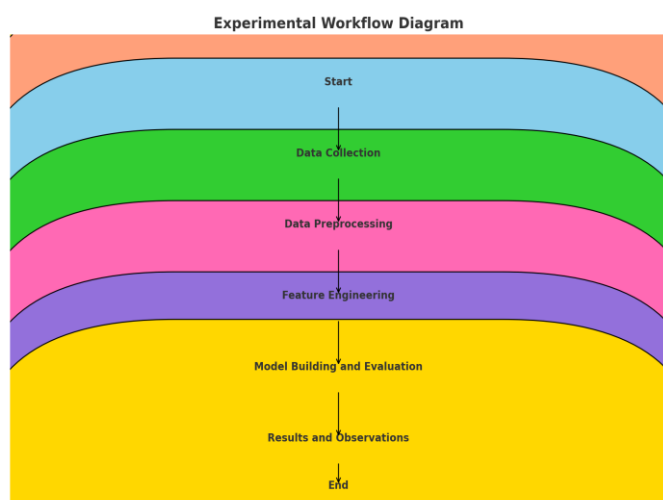 Experimental Workflow Diagram
Start
Data Collection
Data Preprocessing
Feature Engineering
Model Building and Evaluation
Results and Observations
End